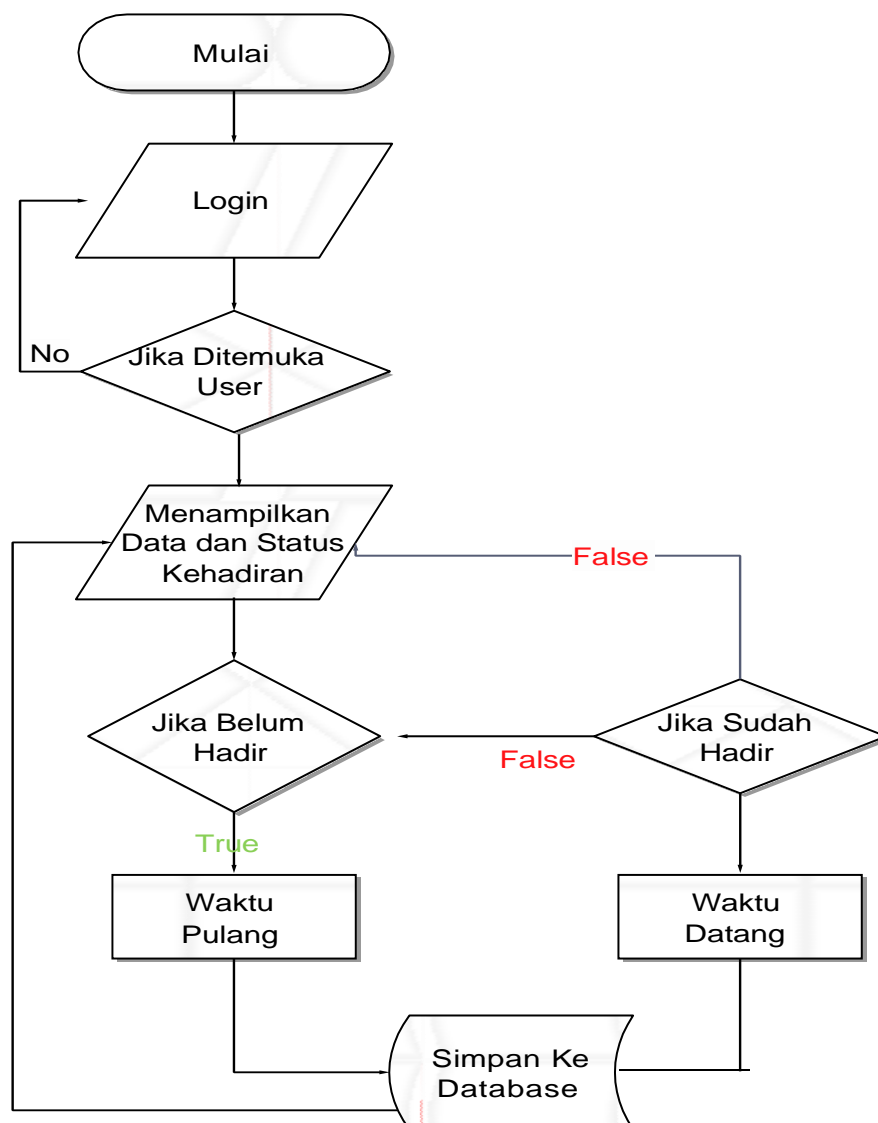 Mulai
Login
No
Jika Ditemuka
User
Menampilkan
Data dan Status
Kehadiran
False
Jika Belum
Hadir
False
Jika Sudah
Hadir
True
Waktu
Pulang
Waktu
Datang
Simpan Ke
Database